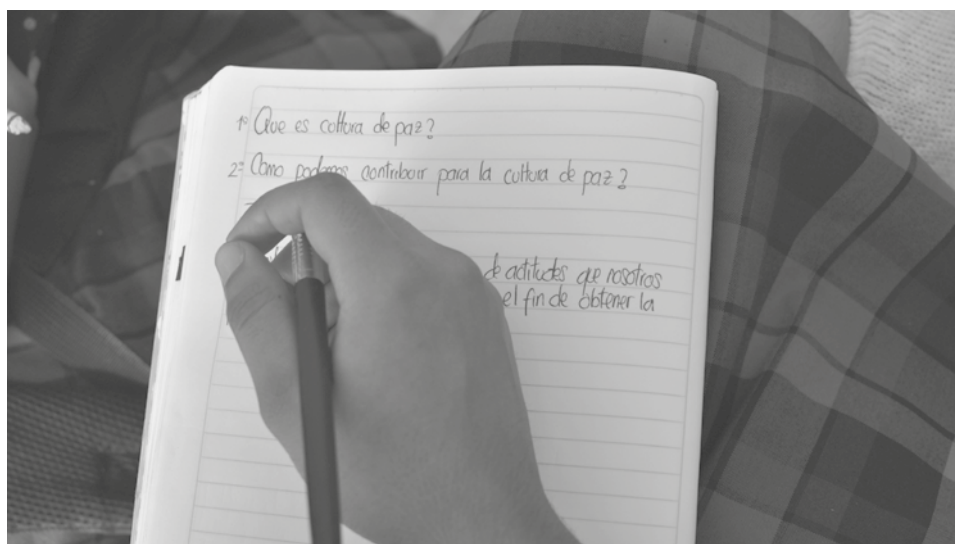 1º Que es cultura de paz?
2º Como podemos contribuir para la cultura de paz?
de actitudes que nosotros
el fin de obtener la